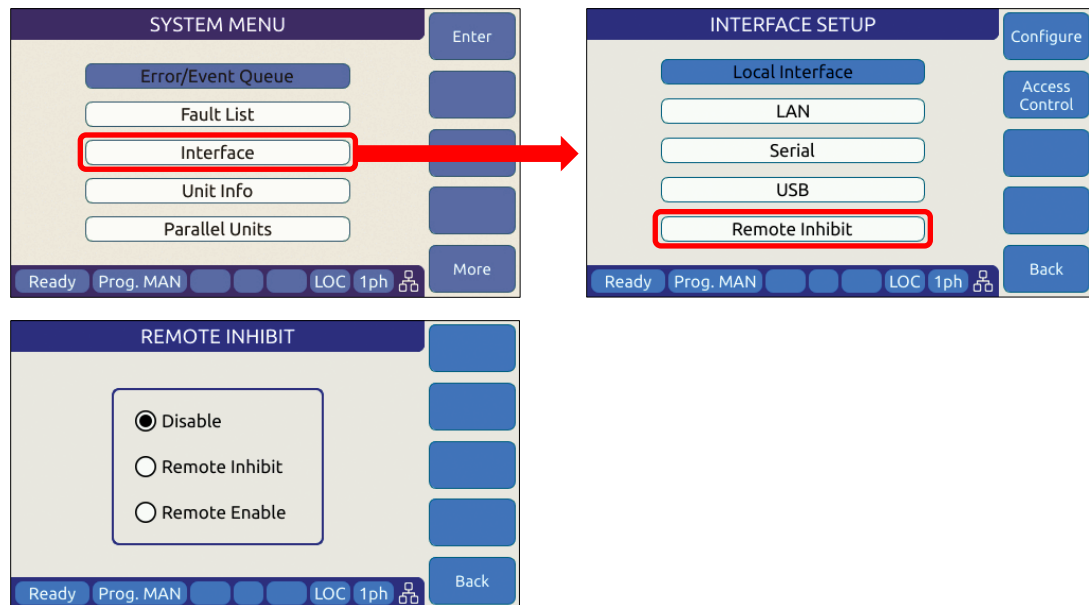 SYSTEM MENU
Enter
Error/Event Queue
Fault List
Interface
Unit Info
Parallel Units
More
Ready Prog. MAN LOC 1ph
INTERFACE SETUP
Configure
Local Interface
Access
Control
LAN
Serial
USB
Remote Inhibit
Back
Ready Prog. MAN LOC 1ph
REMOTE INHIBIT
Disable
Remote Inhibit
Remote Enable
Back
Ready Prog. MAN LOC 1ph